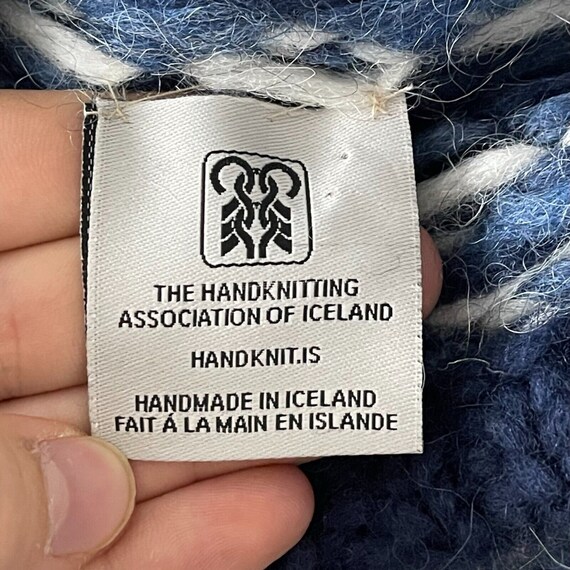 THE HANDKNITTING
ASSOCIATION OF ICELAND
HANDKNIT.IS
HANDMADE IN ICELAND
FAIT Á LA MAIN EN ISLANDE